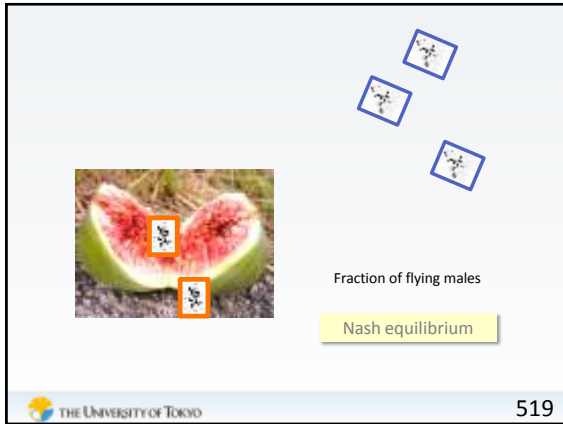 Fraction of flying males
Nash equilibrium
THE UNIVERSITY OF TOKYO
519